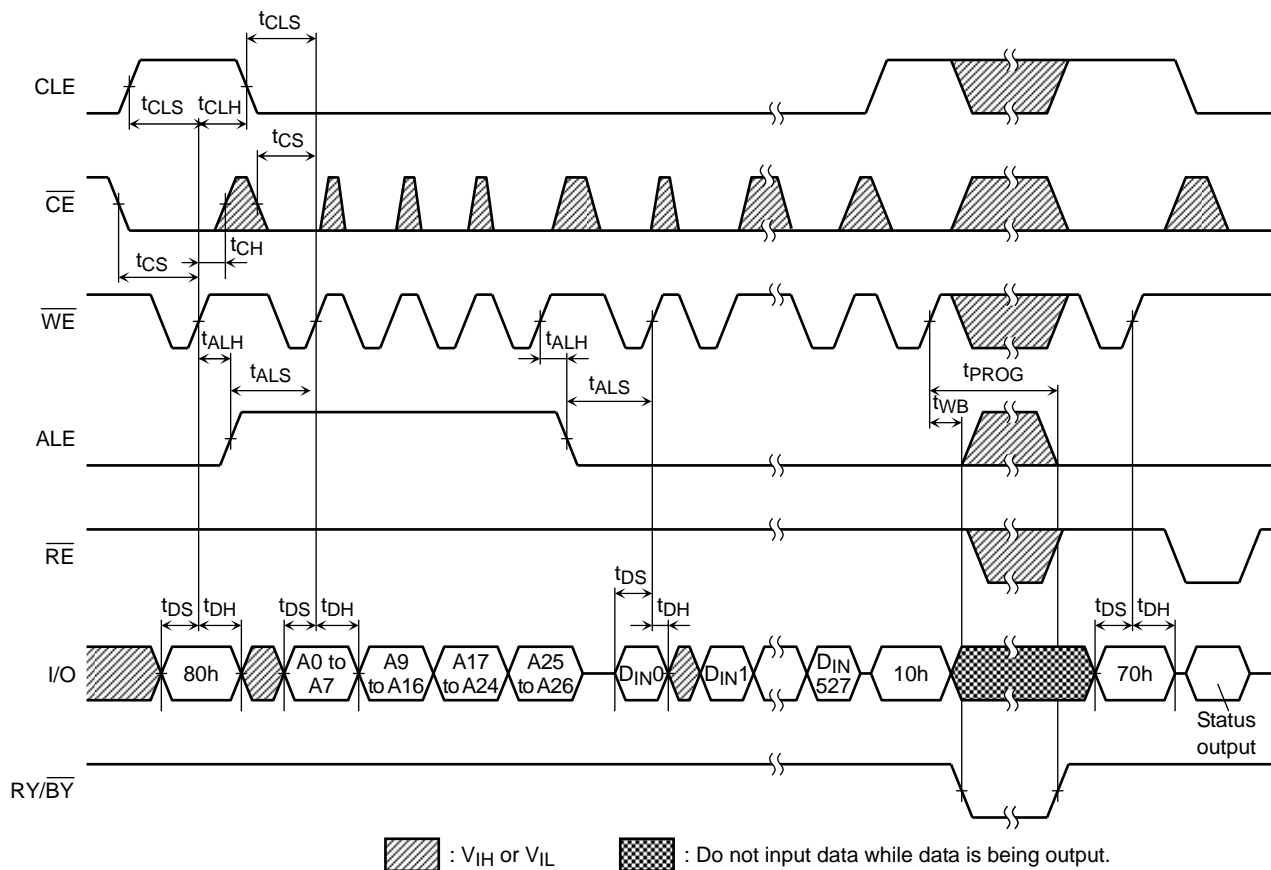 tCLS
CLE
tCLS tCLH
tCS
CE
tCH
tCS
WE
tALH tALH
tALS tALS tPROG
tWB
ALE
RE
tDS
tDS tDH tDS tDH tDH tDS tDH
I/O 80h A0 to A7 A9 to A16 A17 to A24 A25 to A26 DIN0 DIN1 DIN 527 10h 70h
Status
output
RY/BY
: VIH or VIL : Do not input data while data is being output.